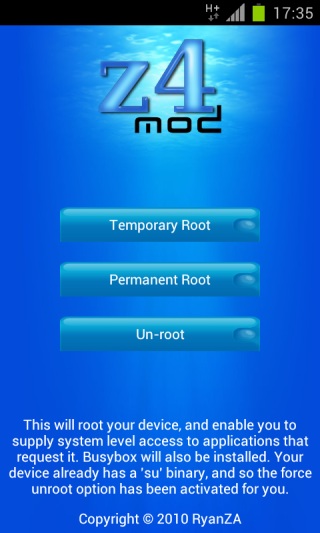 H+ 17:35
z4
mod
Temporary Root
Permanent Root
Un-root
This will root your device, and enable you to
supply system level access to applications that
request it. Busybox will also be installed. Your
device already has a 'su' binary, and so the force
unroot option has been activated for you.
Copyright © 2010 RyanZA